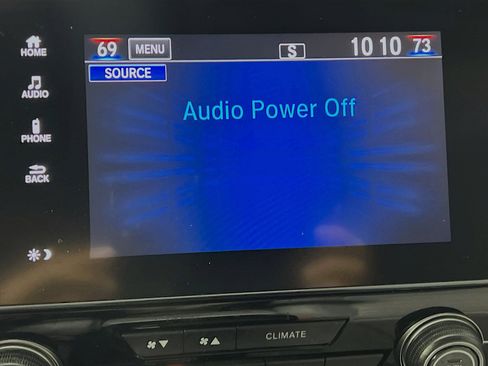 HOME
AUDIO
PHONE
BACK
69 MENU S 10 10 73
SOURCE
Audio Power Off
CLIMATE